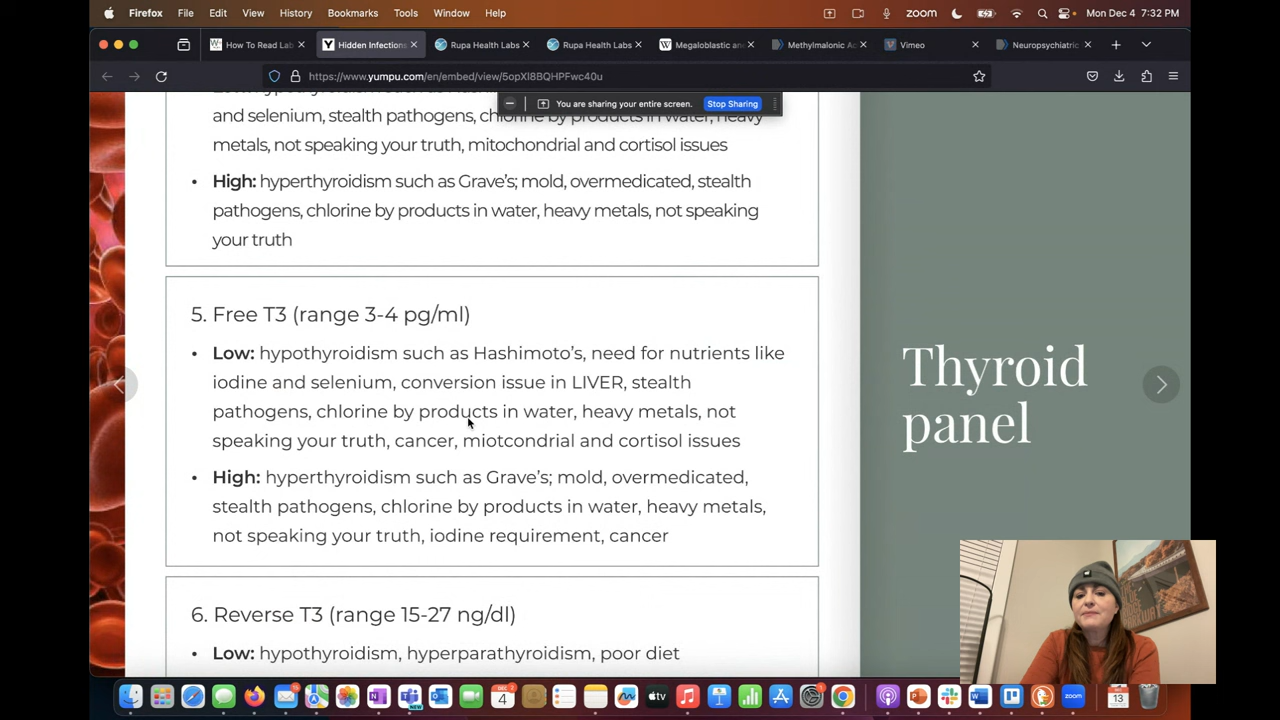 Firefox File Edit View History Bookmarks Tools Window Help zoom Mon Dec 4 7:32 PM
How To Read Lab Hidden Infections Rupa Health Labs Rupa Health Labs Megaloblastic an Methylmalonic Ac Vimeo Neuropsychiatric
https://www.yumpu.com/en/embed/view/5opXl8BQHPFwc40u
You are sharing your entire screen. Stop Sharing
and selenium, stealth pathogens, chlorine by products in water, heavy
metals, not speaking your truth, mitochondrial and cortisol issues
• High: hyperthyroidism such as Grave's; mold, overmedicated, stealth
pathogens, chlorine by products in water, heavy metals, not speaking
your truth
5. Free T3 (range 3-4 pg/ml)
• Low: hypothyroidism such as Hashimoto's, need for nutrients like
iodine and selenium, conversion issue in LIVER, stealth
pathogens, chlorine by products in water, heavy metals, not
speaking your truth, cancer, miotcondrial and cortisol issues
• High: hyperthyroidism such as Grave's; mold, overmedicated,
stealth pathogens, chlorine by products in water, heavy metals,
not speaking your truth, iodine requirement, cancer
6. Reverse T3 (range 15-27 ng/dl)
• Low: hypothyroidism, hyperparathyroidism, poor diet
Thyroid
panel